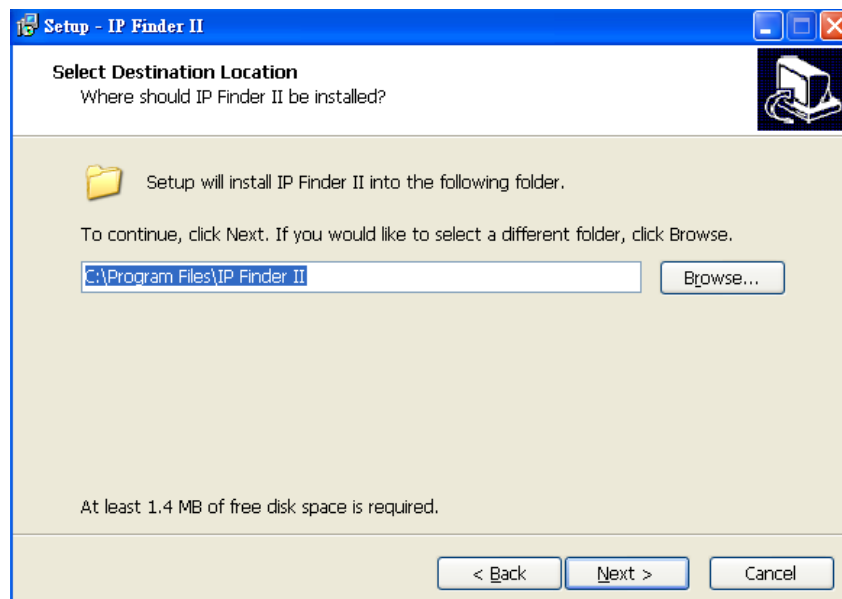 Setup - IP Finder II
Select Destination Location
Where should IP Finder II be installed?
Setup will install IP Finder II into the following folder.
To continue, click Next. If you would like to select a different folder, click Browse.
C:\Program Files\IP Finder II
Browse...
At least 1.4 MB of free disk space is required.
< Back
Next >
Cancel